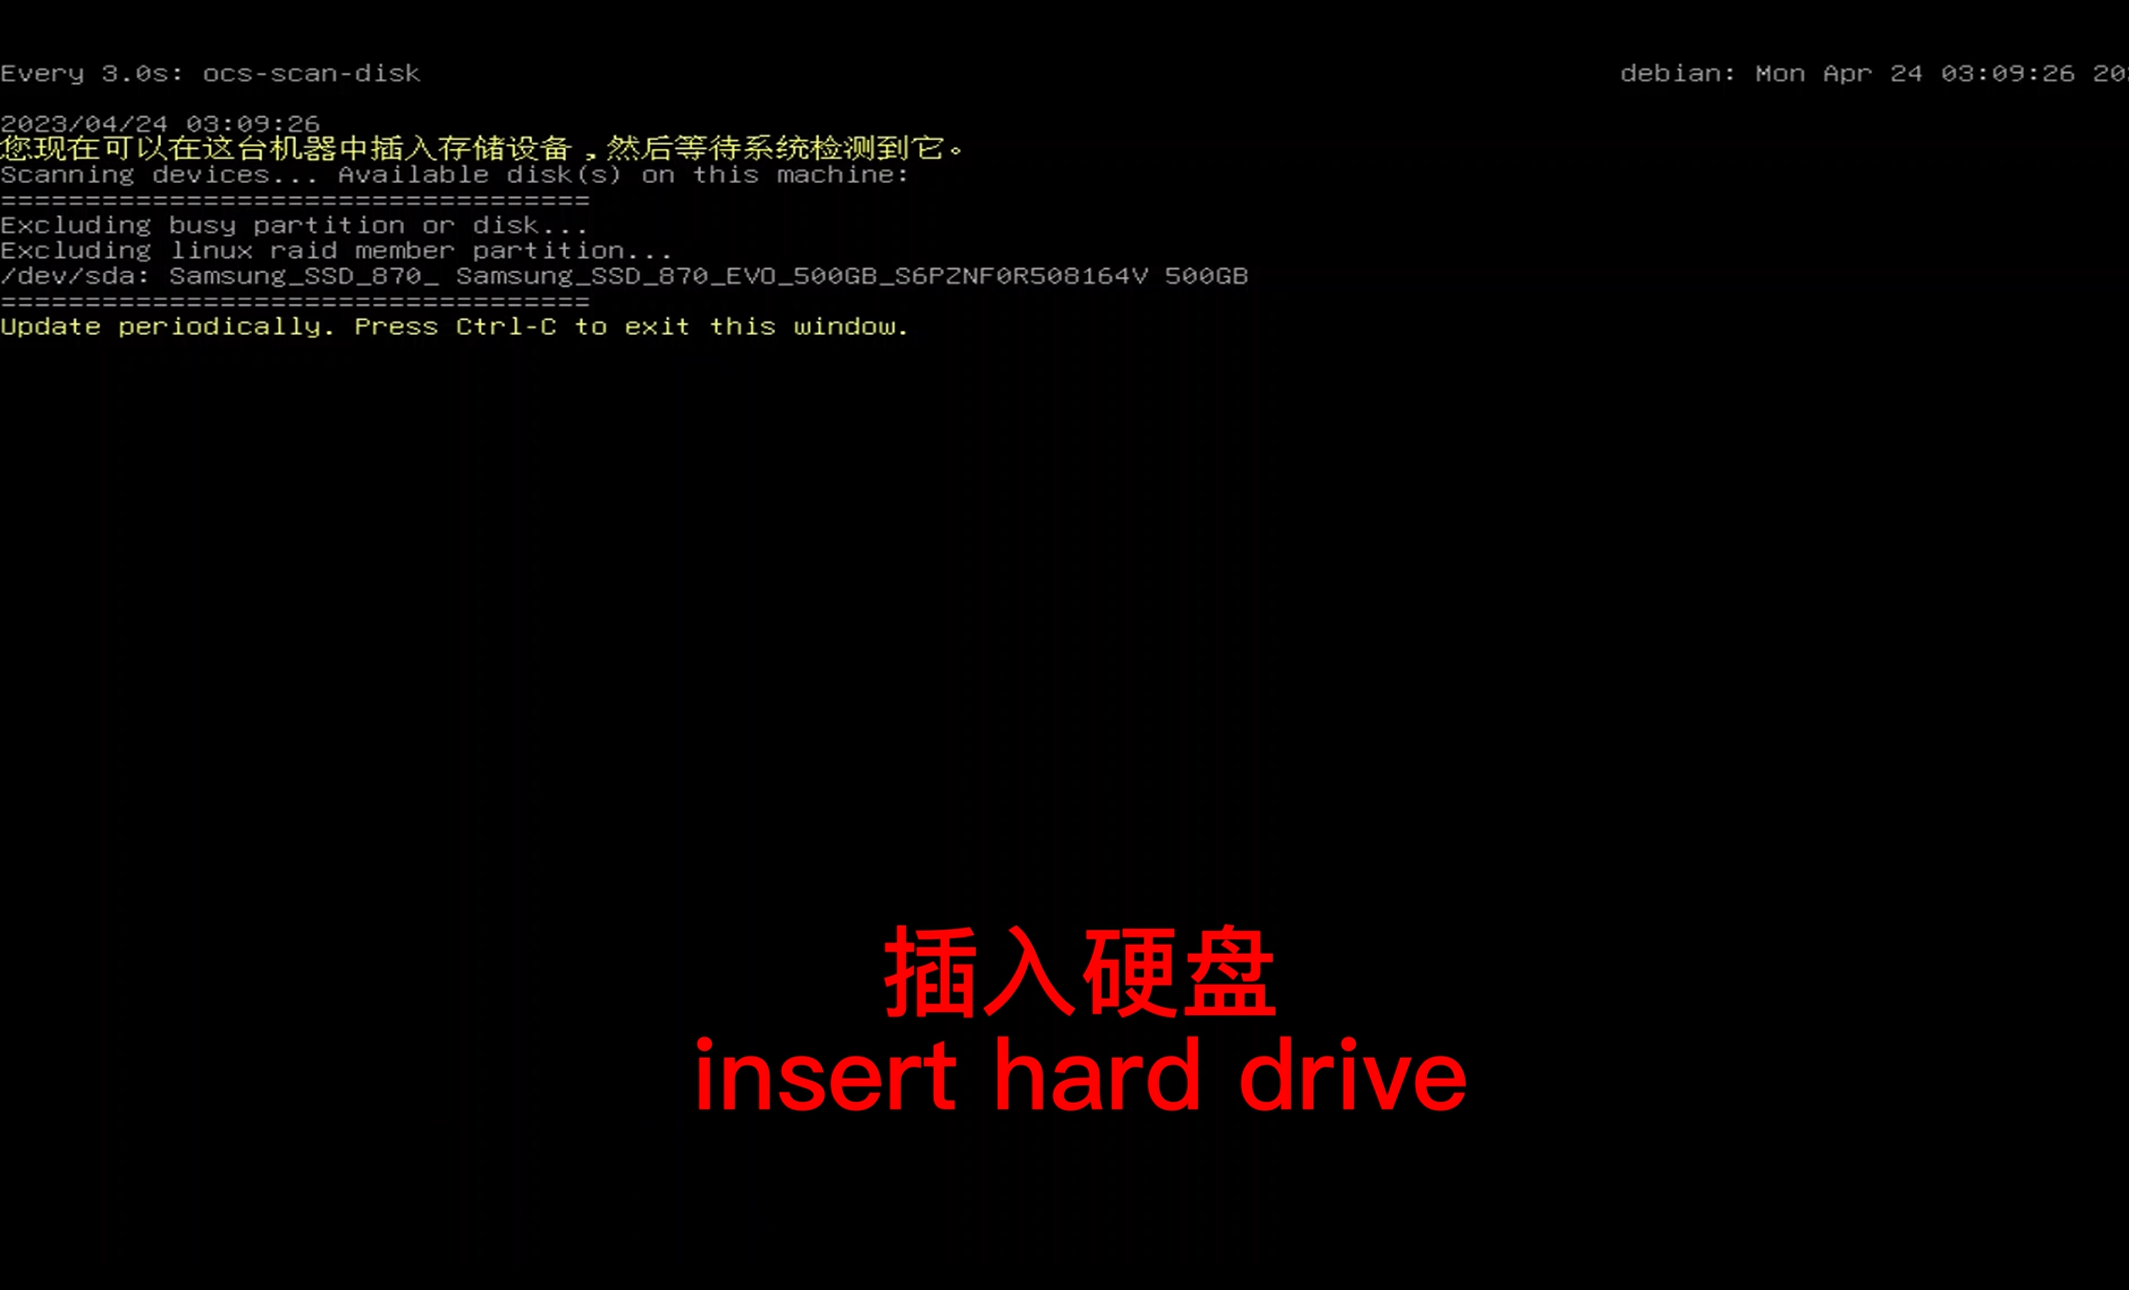 Every 3.0s: ocs-scan-disk
debian: Mon Apr 24 03:09:26 20
2023/04/24 03:09:26
您现在可以在这台机器中插入存储设备,然后等待系统检测到它。
Scanning devices... Available disk(s) on this machine:
===================================
Excluding busy partition or disk...
Excluding linux raid member partition...
/dev/sda: Samsung_SSD_870_ Samsung_SSD_870_EVO_500GB_S6PZNF0R508164V 500GB
===================================
Update periodically. Press Ctrl-C to exit this window.
插入硬盘
insert hard drive